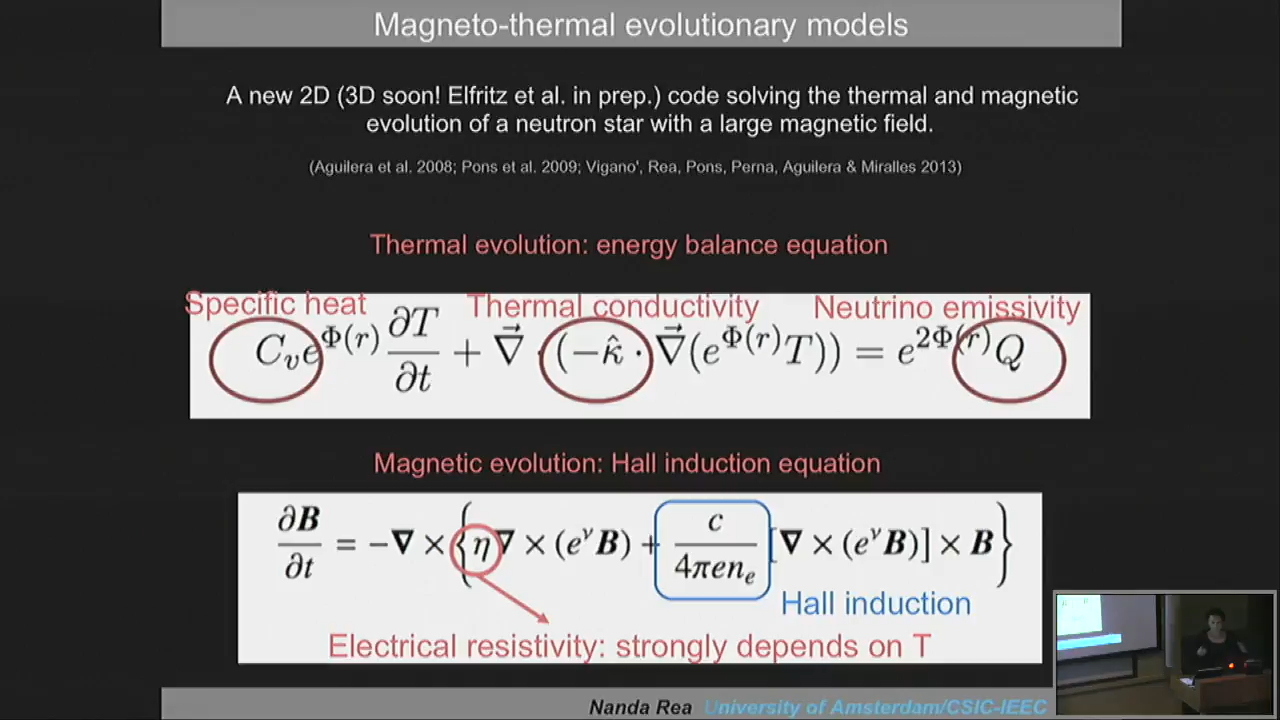 Magneto-thermal evolutionary models
A new 2D (3D soon! Elfritz et al. in prep.) code solving the thermal and magnetic
evolution of a neutron star with a large magnetic field.
(Aguilera et al. 2008; Pons et al. 2009; Vigano', Rea, Pons, Perna, Aguilera & Miralles 2013)
Thermal evolution: energy balance equation
Specific heat Thermal conductivity Neutrino emissivity
C_v e^{Φ(r)} ∂T/∂t + ∇⃗ · (−κ̂ · ∇⃗(e^{Φ(r)}T)) = e^{2Φ(r)} Q
Magnetic evolution: Hall induction equation
∂B/∂t = −∇ × {η∇ × (e^ν B) + c/4πen_e [∇ × (e^ν B)] × B}
Hall induction
Electrical resistivity: strongly depends on T
Nanda Rea University of Amsterdam/CSIC-IEEC